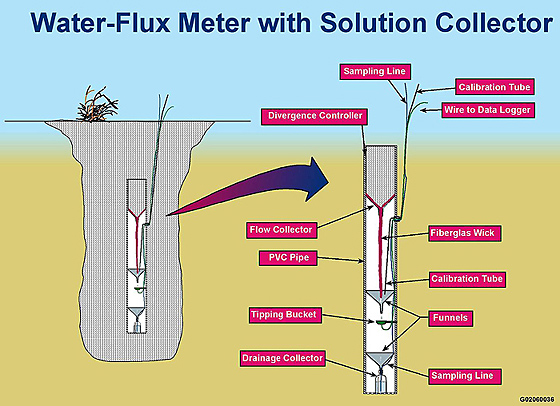 Water-Flux Meter with Solution Collector
Sampling Line
Calibration Tube
Wire to Data Logger
Divergence Controller
Flow Collector
Fiberglas Wick
PVC Pipe
Calibration Tube
Tipping Bucket
Funnels
Drainage Collector
Sampling Line
G02060036